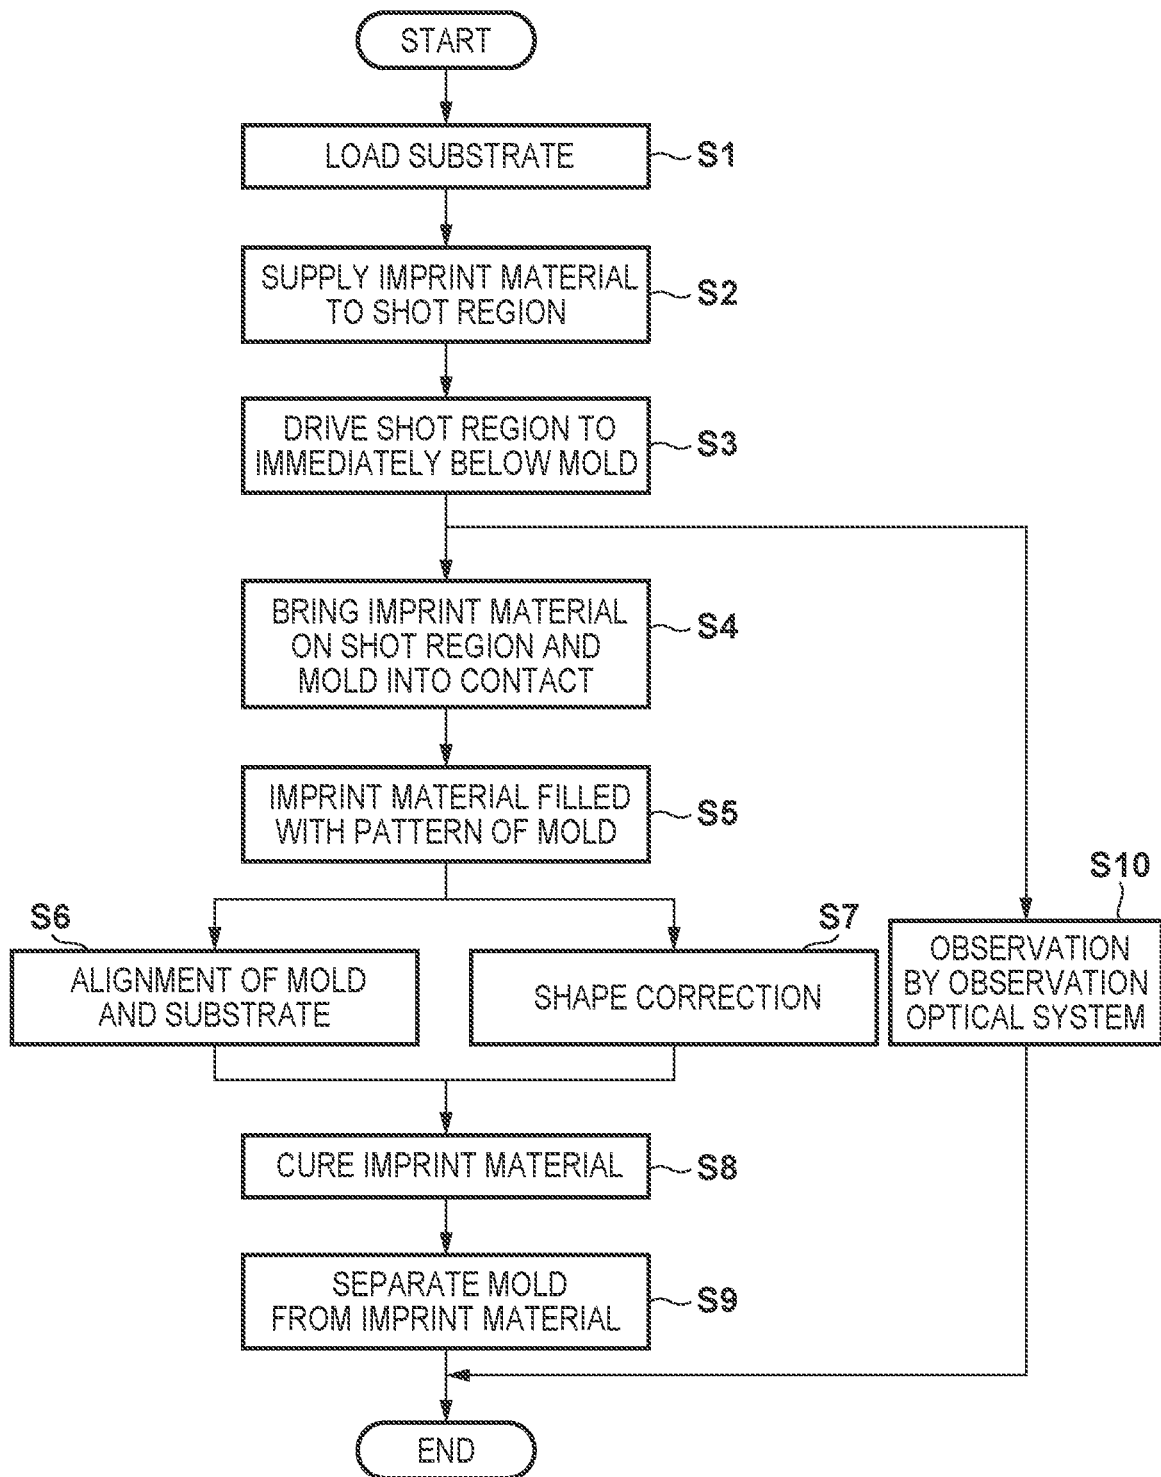 START
LOAD SUBSTRATE
S1
SUPPLY IMPRINT MATERIAL
TO SHOT REGION
S2
DRIVE SHOT REGION TO
IMMEDIATELY BELOW MOLD
S3
BRING IMPRINT MATERIAL
ON SHOT REGION AND
MOLD INTO CONTACT
S4
IMPRINT MATERIAL FILLED
WITH PATTERN OF MOLD
S5
S6
ALIGNMENT OF MOLD
AND SUBSTRATE
S7
SHAPE CORRECTION
S10
OBSERVATION
BY OBSERVATION
OPTICAL SYSTEM
CURE IMPRINT MATERIAL
S8
SEPARATE MOLD
FROM IMPRINT MATERIAL
S9
END